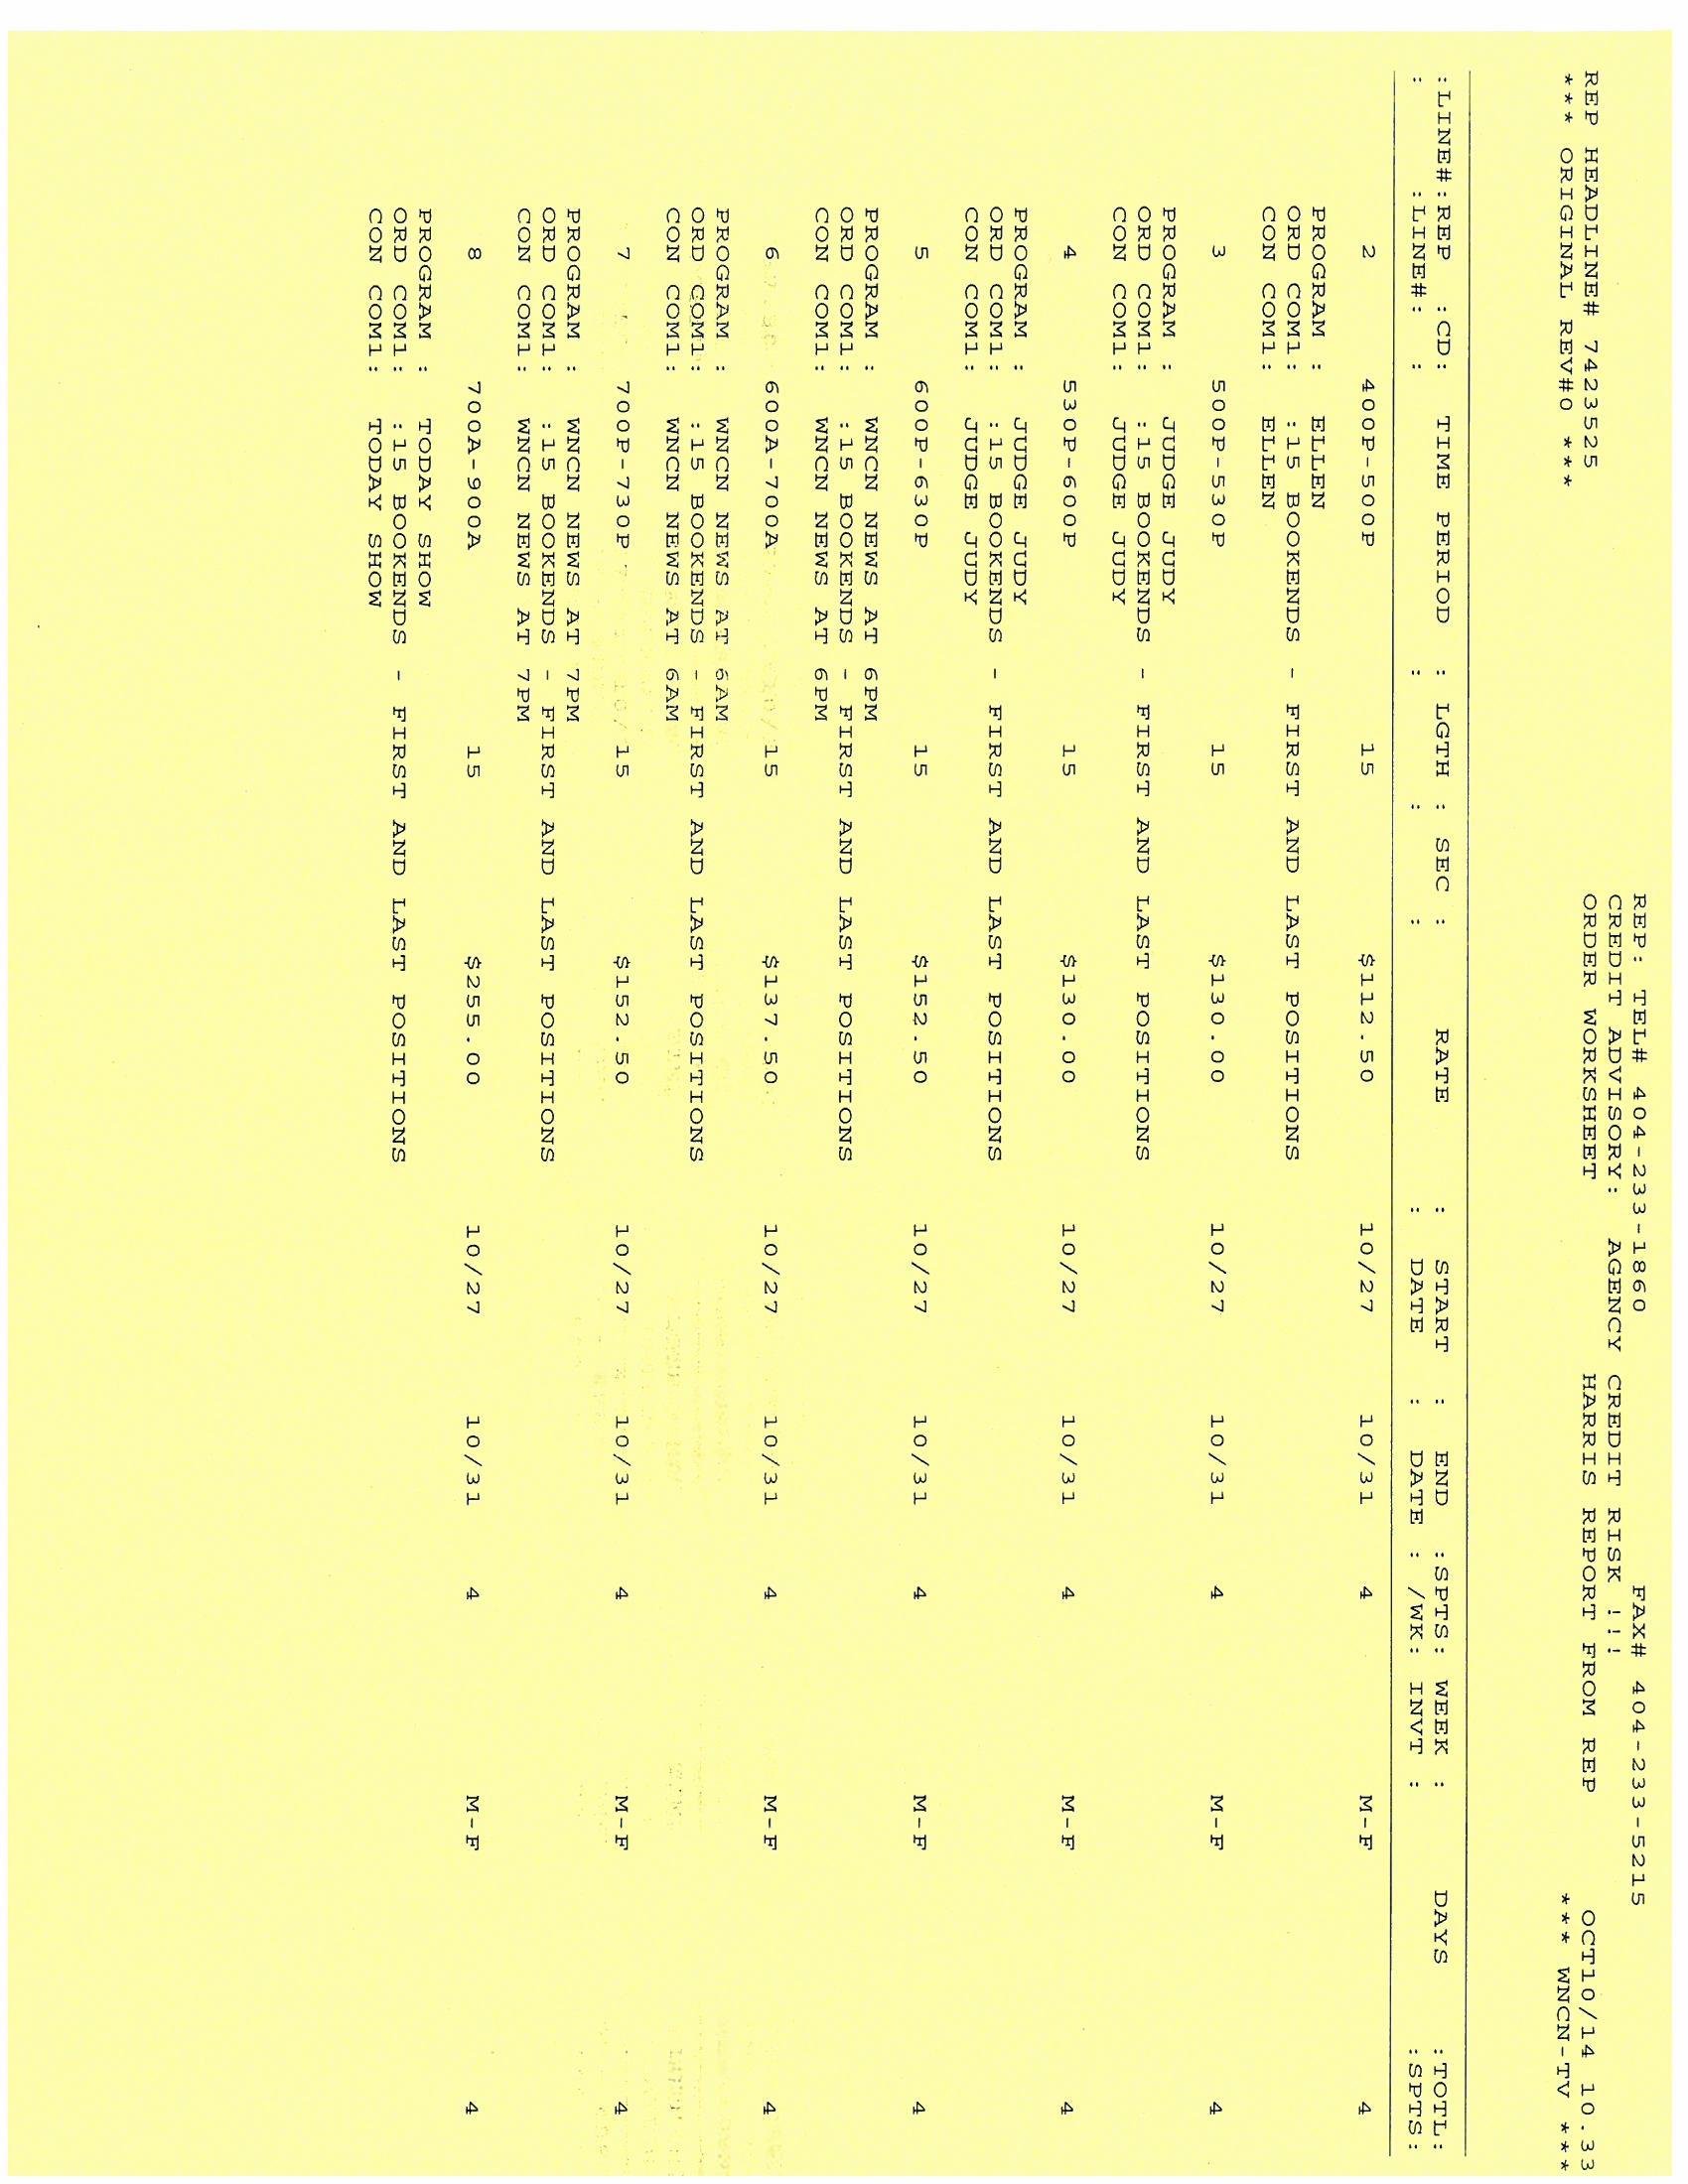 REP: TEL# 404-233-1860 FAX# 404-233-5215
CREDIT ADVISORY: AGENCY CREDIT RISK !!!
REP HEADLINE# 7423525 ORDER WORKSHEET HARRIS REPORT FROM REP OCT10/14 10.33
*** ORIGINAL REV#0 *** *** WNCN-TV ***
:LINE#:REP :CD: TIME PERIOD : LGTH : SEC : RATE : START : END :SPTS: WEEK : DAYS :TOTL:
: :LINE#: : : : : DATE : DATE : /WK: INVT : :SPTS:
2 400P-500P 15 $112.50 10/27 10/31 4 M-F 4
PROGRAM : ELLEN
ORD COM1: :15 BOOKENDS - FIRST AND LAST POSITIONS
CON COM1: ELLEN
3 500P-530P 15 $130.00 10/27 10/31 4 M-F 4
PROGRAM : JUDGE JUDY
ORD COM1: :15 BOOKENDS - FIRST AND LAST POSITIONS
CON COM1: JUDGE JUDY
4 530P-600P 15 $130.00 10/27 10/31 4 M-F 4
PROGRAM : JUDGE JUDY
ORD COM1: :15 BOOKENDS - FIRST AND LAST POSITIONS
CON COM1: JUDGE JUDY
5 600P-630P 15 $152.50 10/27 10/31 4 M-F 4
PROGRAM : WNCN NEWS AT 6PM
ORD COM1: :15 BOOKENDS - FIRST AND LAST POSITIONS
CON COM1: WNCN NEWS AT 6PM
6 600A-700A 15 $137.50 10/27 10/31 4 M-F 4
PROGRAM : WNCN NEWS AT 6AM
ORD COM1: :15 BOOKENDS - FIRST AND LAST POSITIONS
CON COM1: WNCN NEWS AT 6AM
7 700P-730P 15 $152.50 10/27 10/31 4 M-F 4
PROGRAM : WNCN NEWS AT 7PM
ORD COM1: :15 BOOKENDS - FIRST AND LAST POSITIONS
CON COM1: WNCN NEWS AT 7PM
8 700A-900A 15 $255.00 10/27 10/31 4 M-F 4
PROGRAM : TODAY SHOW
ORD COM1: :15 BOOKENDS - FIRST AND LAST POSITIONS
CON COM1: TODAY SHOW